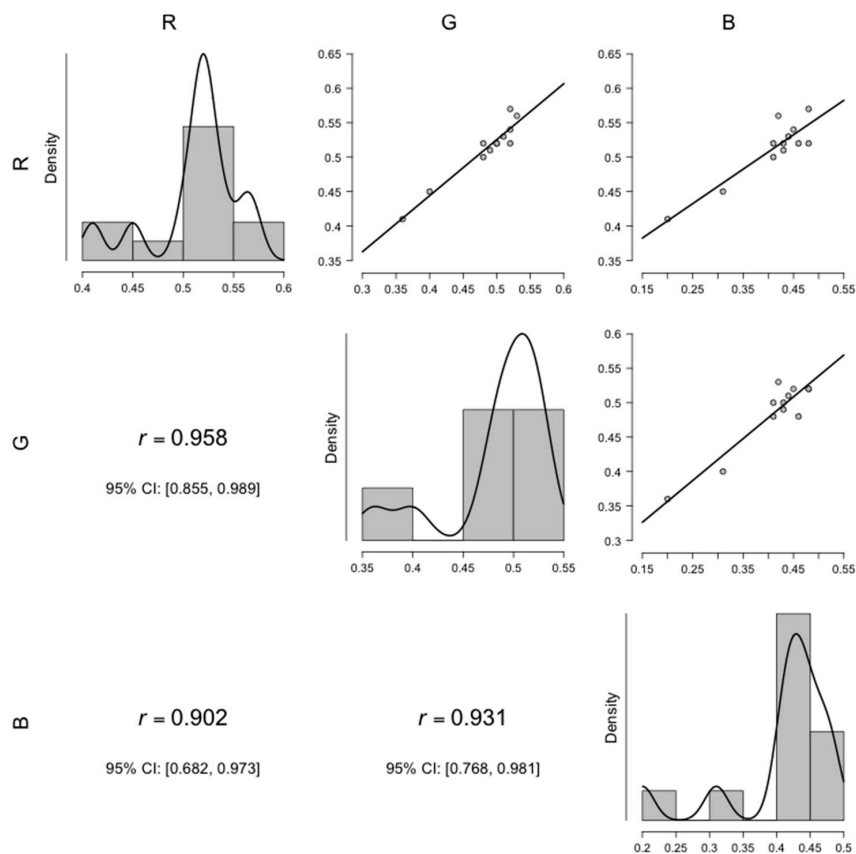 R G B
R
Density
0.4 0.45 0.5 0.55 0.6
0.65
0.6
0.55
0.5
0.45
0.4
0.35
0.3 0.35 0.4 0.45 0.5 0.55 0.6
0.65
0.6
0.55
0.5
0.45
0.4
0.35
0.15 0.25 0.35 0.45 0.55
G
r = 0.958
95% CI: [0.855, 0.989]
Density
0.35 0.4 0.45 0.5 0.55
0.6
0.55
0.5
0.45
0.4
0.35
0.3
0.15 0.25 0.35 0.45 0.55
B
r = 0.902
95% CI: [0.682, 0.973]
r = 0.931
95% CI: [0.768, 0.981]
Density
0.2 0.25 0.3 0.35 0.4 0.45 0.5